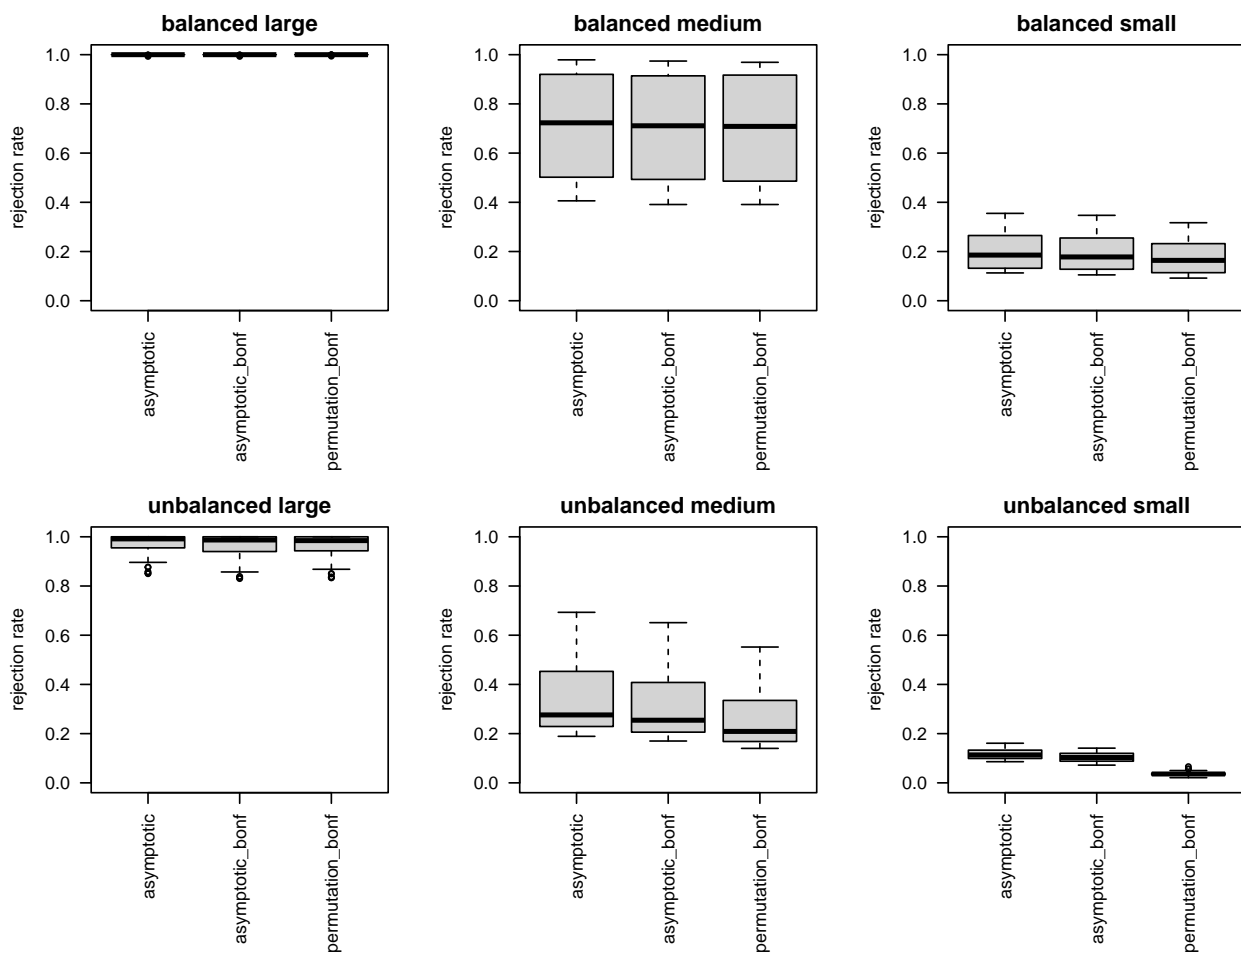 balanced large
balanced medium
balanced small
rejection rate
1.0
0.8
0.6
0.4
0.2
0.0
asymptotic
asymptotic_bonf
permutation_bonf
rejection rate
1.0
0.8
0.6
0.4
0.2
0.0
asymptotic
asymptotic_bonf
permutation_bonf
rejection rate
1.0
0.8
0.6
0.4
0.2
0.0
asymptotic
asymptotic_bonf
permutation_bonf
unbalanced large
unbalanced medium
unbalanced small
rejection rate
1.0
0.8
0.6
0.4
0.2
0.0
asymptotic
asymptotic_bonf
permutation_bonf
rejection rate
1.0
0.8
0.6
0.4
0.2
0.0
asymptotic
asymptotic_bonf
permutation_bonf
rejection rate
1.0
0.8
0.6
0.4
0.2
0.0
asymptotic
asymptotic_bonf
permutation_bonf